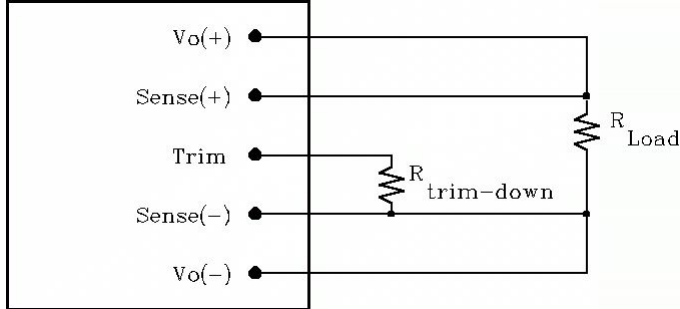 Vo(+)
Sense(+)
R
Load
Trim
R
trim-down
Sense(-)
Vo(-)